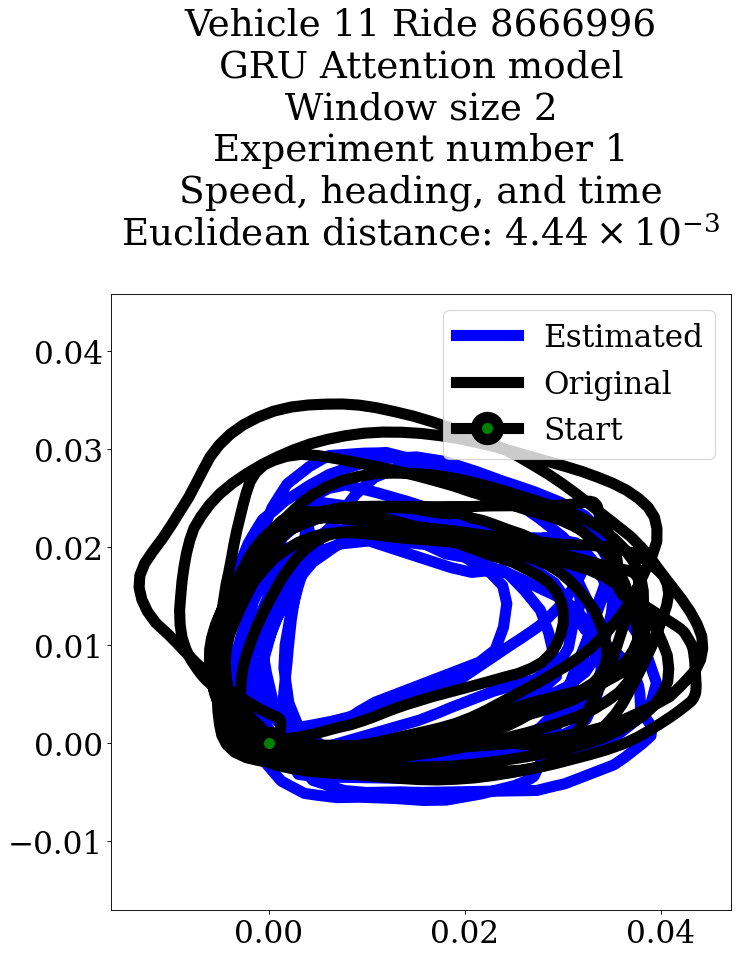 Vehicle 11 Ride 8666996
GRU Attention model
Window size 2
Experiment number 1
Speed, heading, and time
Euclidean distance: 4.44 × 10⁻³
Estimated
Original
Start
0.04
0.03
0.02
0.01
0.00
−0.01
0.00 0.02 0.04